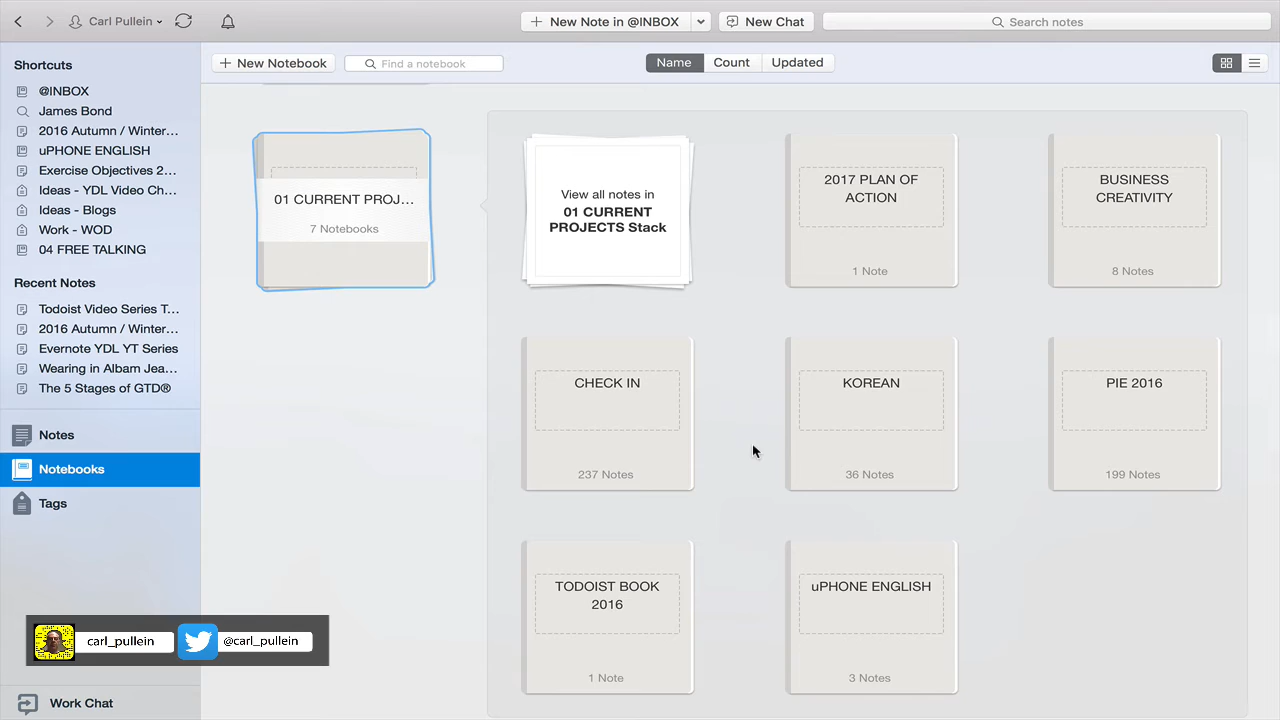 Carl Pullein
New Note in @INBOX
New Chat
Search notes
Shortcuts
@INBOX
James Bond
2016 Autumn / Winter...
uPHONE ENGLISH
Exercise Objectives 2...
Ideas - YDL Video Ch...
Ideas - Blogs
Work - WOD
04 FREE TALKING
Recent Notes
Todoist Video Series T...
2016 Autumn / Winter...
Evernote YDL YT Series
Wearing in Albam Jea...
The 5 Stages of GTD®
Notes
Notebooks
Tags
carl_pullein
@carl_pullein
Work Chat
+ New Notebook
Find a notebook
Name
Count
Updated
01 CURRENT PROJ...
7 Notebooks
View all notes in
01 CURRENT
PROJECTS Stack
2017 PLAN OF
ACTION
1 Note
BUSINESS
CREATIVITY
8 Notes
CHECK IN
237 Notes
KOREAN
36 Notes
PIE 2016
199 Notes
TODOIST BOOK
2016
1 Note
uPHONE ENGLISH
3 Notes